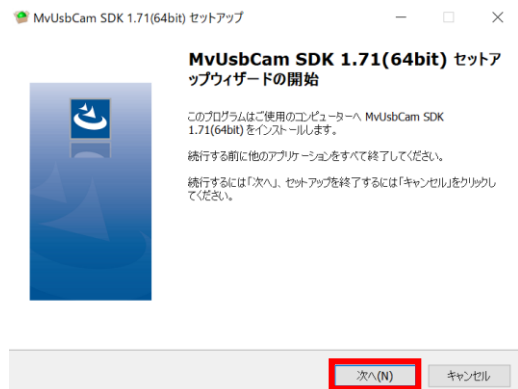 MvUsbCam SDK 1.71(64bit) セットアップ
MvUsbCam SDK 1.71(64bit) セットア
ップウィザードの開始
このプログラムはご使用のコンピューターへ MvUsbCam SDK
1.71(64bit) をインストールします。
続行する前に他のアプリケーションをすべて終了してください。
続行するには「次へ」、セットアップを終了するには「キャンセル」をクリックし
てください。
次へ(N)
キャンセル